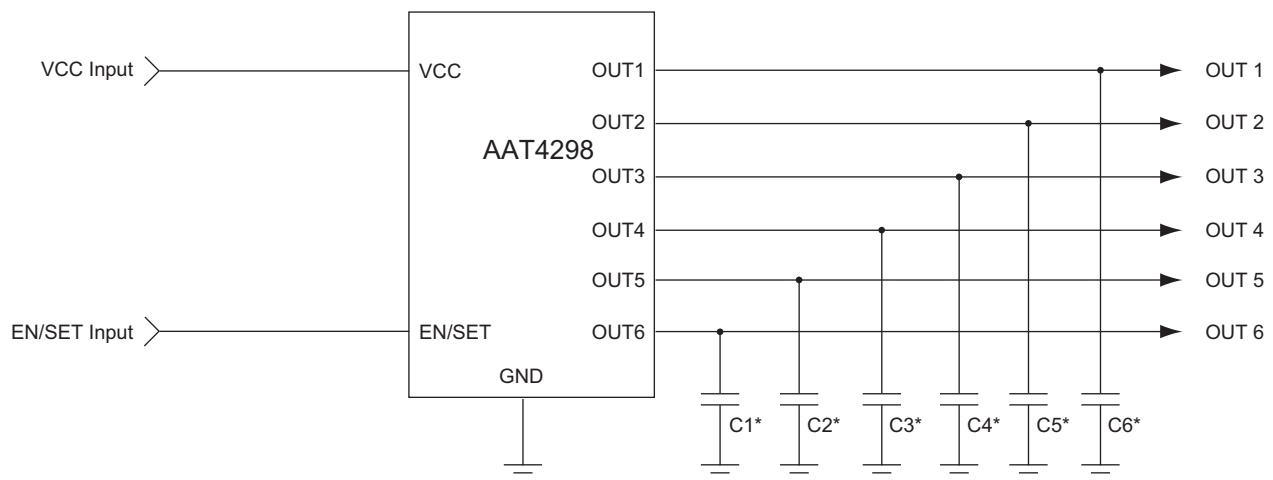 VCC Input
VCC
OUT1
OUT 1
OUT2
OUT 2
AAT4298
OUT3
OUT 3
OUT4
OUT 4
OUT5
OUT 5
EN/SET Input
EN/SET
OUT6
OUT 6
GND
C1*
C2*
C3*
C4*
C5*
C6*